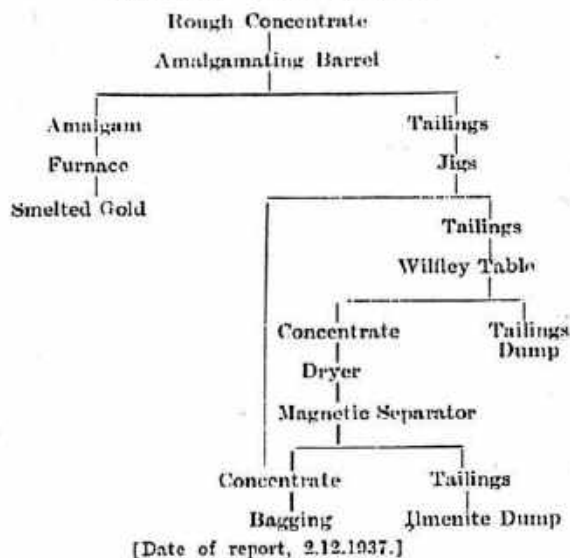 Rough Concentrate
Amalgamating Barrel
Amalgam Tailings
Furnace Jigs
Smelted Gold
Tailings
Wilfley Table
Concentrate Tailings
Dump
Dryer
Magnetic Separator
Concentrate Tailings
Bagging Ilmenite Dump
[Date of report, 2.12.1937.]